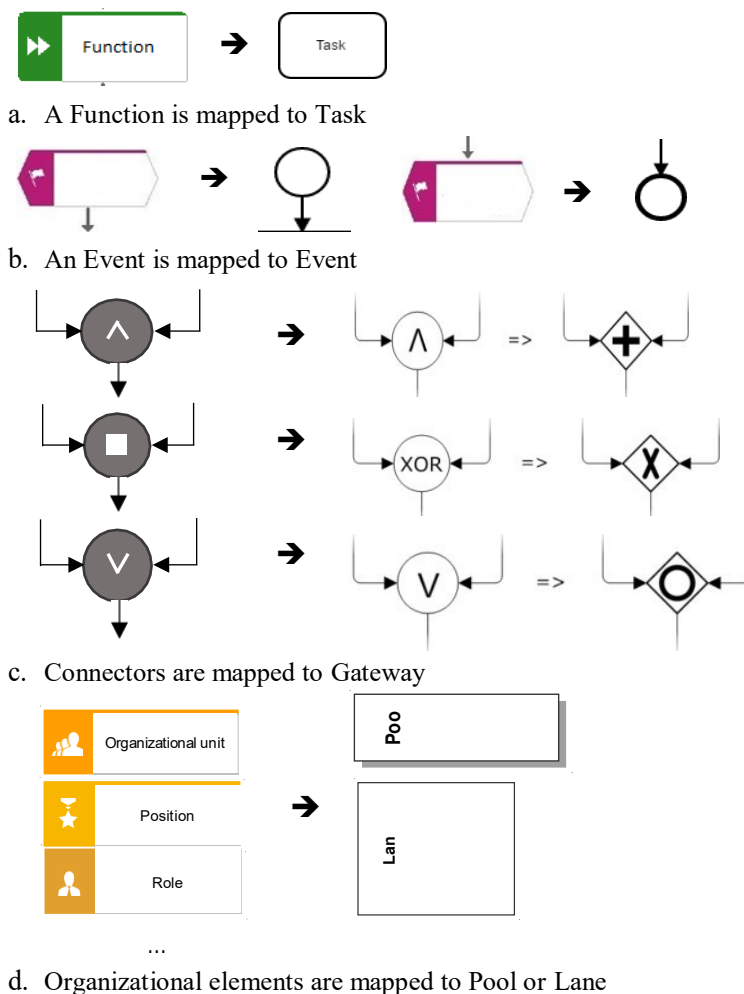 Function Task
a. A Function is mapped to Task
b. An Event is mapped to Event
Λ =>
XOR => X
V =>
c. Connectors are mapped to Gateway
Organizational unit
Poo
Position
Lan
Role
...
d. Organizational elements are mapped to Pool or Lane